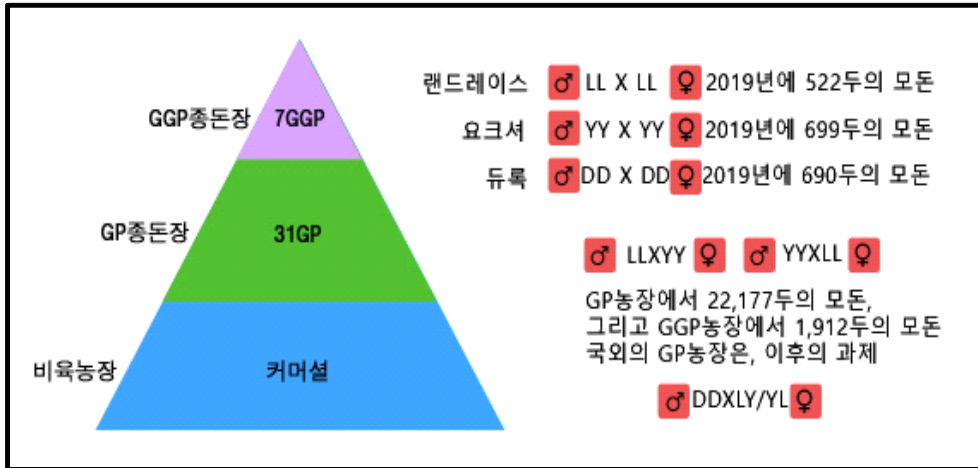 GGP종돈장
7GGP
GP종돈장
31GP
비육농장
커머셜
랜드레이스 ♂ LL X LL ♀ 2019년에 522두의 모돈
요크셔 ♂ YY X YY ♀ 2019년에 699두의 모돈
듀록 ♂ DD X DD ♀ 2019년에 690두의 모돈
♂ LLXYY ♀ ♂ YYXLL ♀
GP농장에서 22,177두의 모돈,
그리고 GGP농장에서 1,912두의 모돈
국외의 GP농장은, 이후의 과제
♂ DDXLY/YL ♀